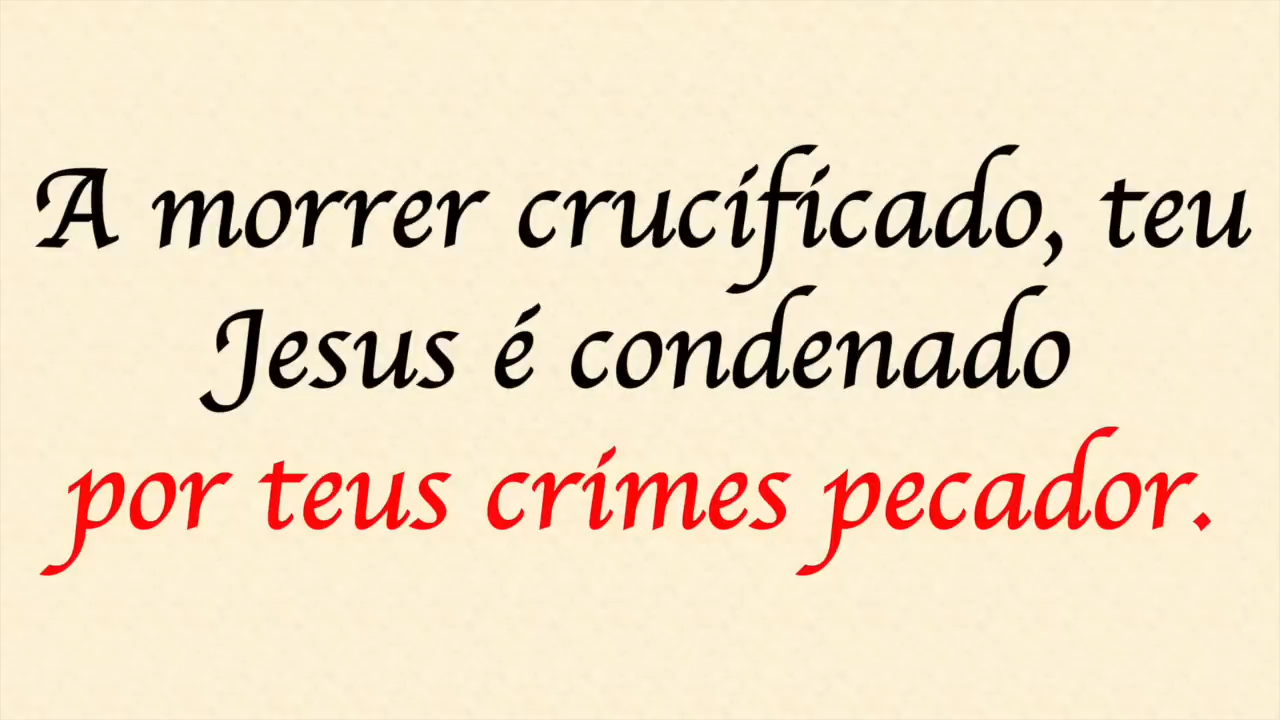 A morrer crucificado, teu
Jesus é condenado
por teus crimes pecador.